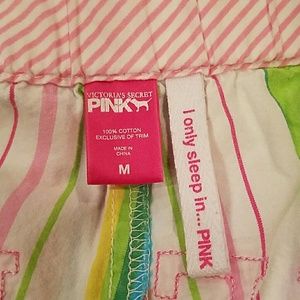 VICTORIA'S SECRET
PINK
100% COTTON
EXCLUSIVE OF TRIM
MADE IN
CHINA
M
I only sleep in... PINK